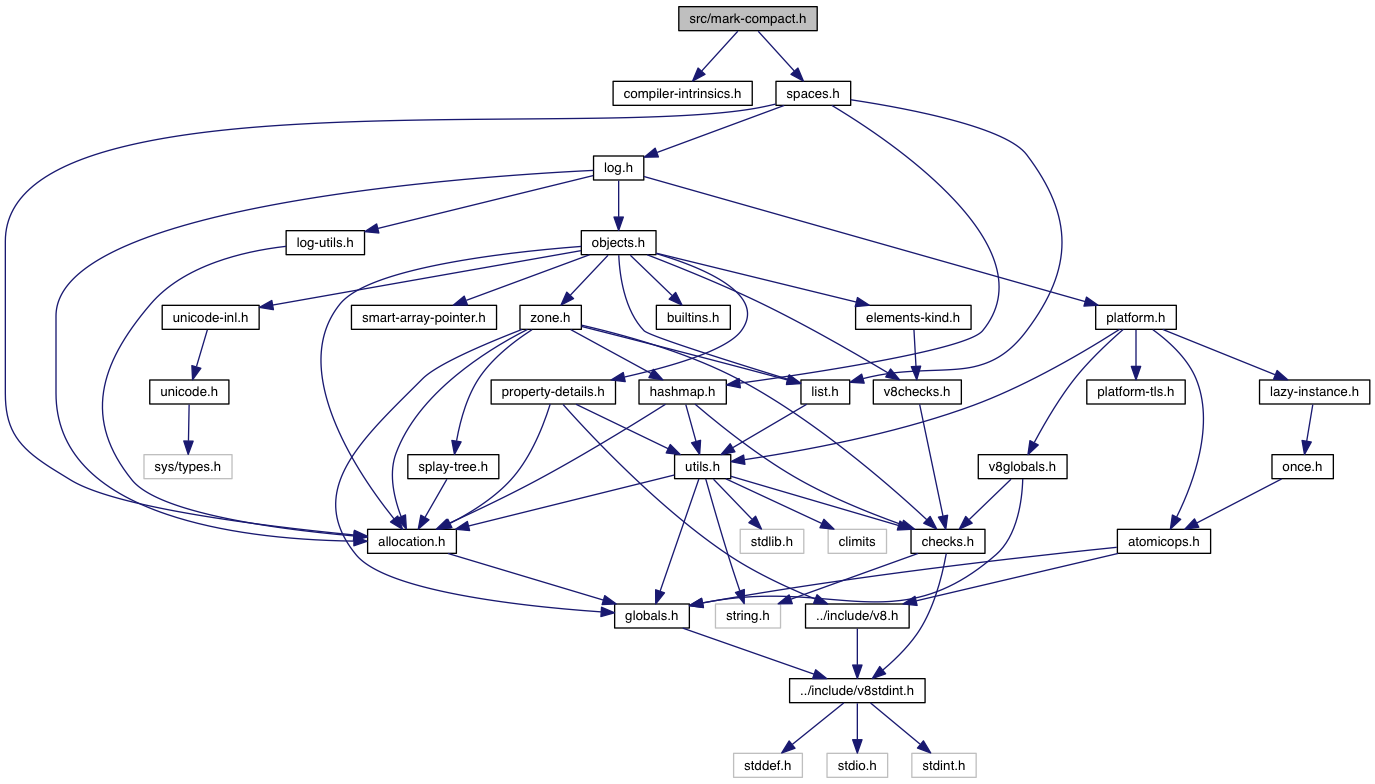 src/mark-compact.h
compiler-intrinsics.h
spaces.h
log.h
log-utils.h
objects.h
unicode-inl.h
smart-array-pointer.h
zone.h
builtins.h
elements-kind.h
platform.h
unicode.h
property-details.h
hashmap.h
list.h
v8checks.h
platform-tls.h
lazy-instance.h
sys/types.h
splay-tree.h
utils.h
v8globals.h
once.h
allocation.h
stdlib.h
climits
checks.h
atomicops.h
globals.h
string.h
../include/v8.h
../include/v8stdint.h
stddef.h
stdio.h
stdint.h